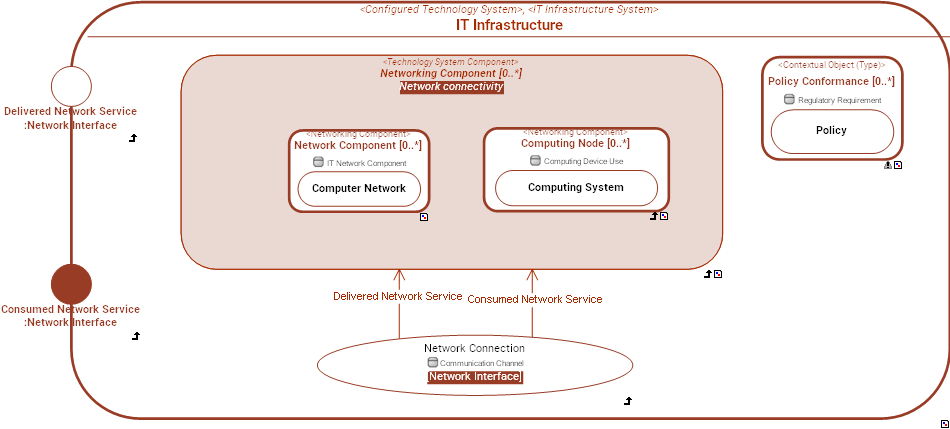 <Configured Technology System>, <IT Infrastructure System>
IT Infrastructure
<Technology System Component>
Networking Component [0..*]
Network connectivity
<Contextual Object (Type)>
Policy Conformance [0..*]
Regulatory Requirement
Policy
Delivered Network Service
:Network Interface
<Networking Component>
Network Component [0..*]
IT Network Component
Computer Network
<Networking Component>
Computing Node [0..*]
Computing Device Use
Computing System
Consumed Network Service
:Network Interface
Delivered Network Service
Consumed Network Service
Network Connection
Communication Channel
[Network Interface]